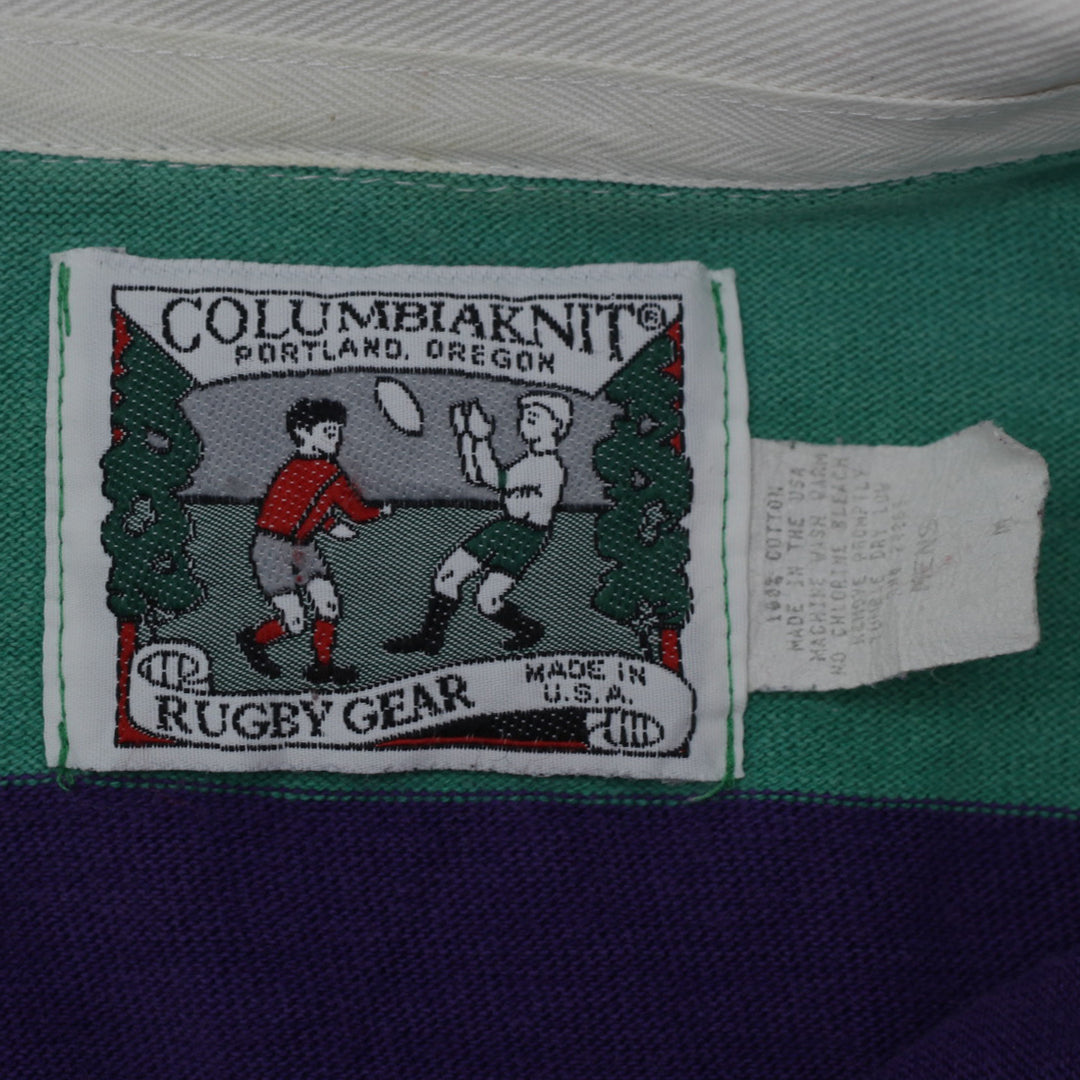 COLUMBIAKNIT®
PORTLAND, OREGON
MADE IN
U.S.A.
RUGBY GEAR
100% COTTON
MADE IN THE USA
MACHINE WASH WARM
NO CHLORINE BLEACH
REMOVE PROMPTLY
TUMBLE DRY LOW
MENS
M